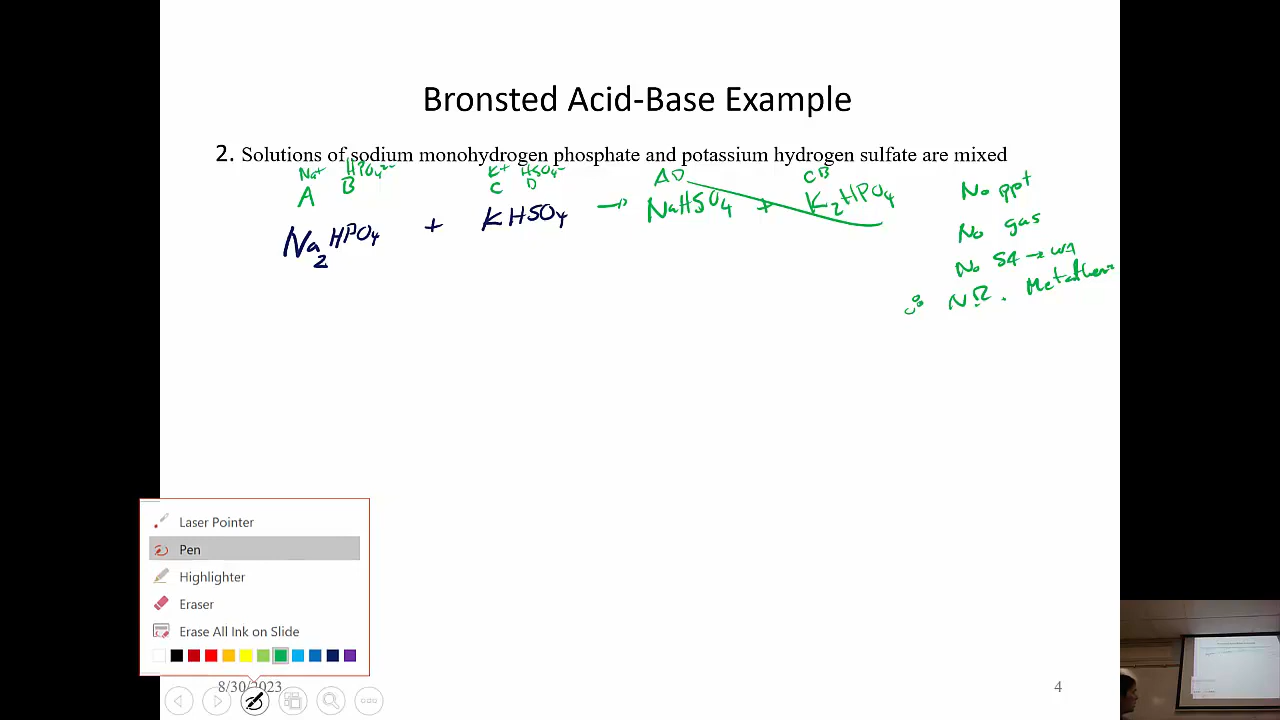 Bronsted Acid-Base Example
2. Solutions of sodium monohydrogen phosphate and potassium hydrogen sulfate are mixed
Na+ HPO4 2- K+ HSO4-
A B C D AD CB
Na2HPO4 + KHSO4 → NaHSO4 + K2HPO4
No ppt
No gas
No SA → WA
∴ NR. Metathesis
Laser Pointer
Pen
Highlighter
Eraser
Erase All Ink on Slide
8/30/2023
4